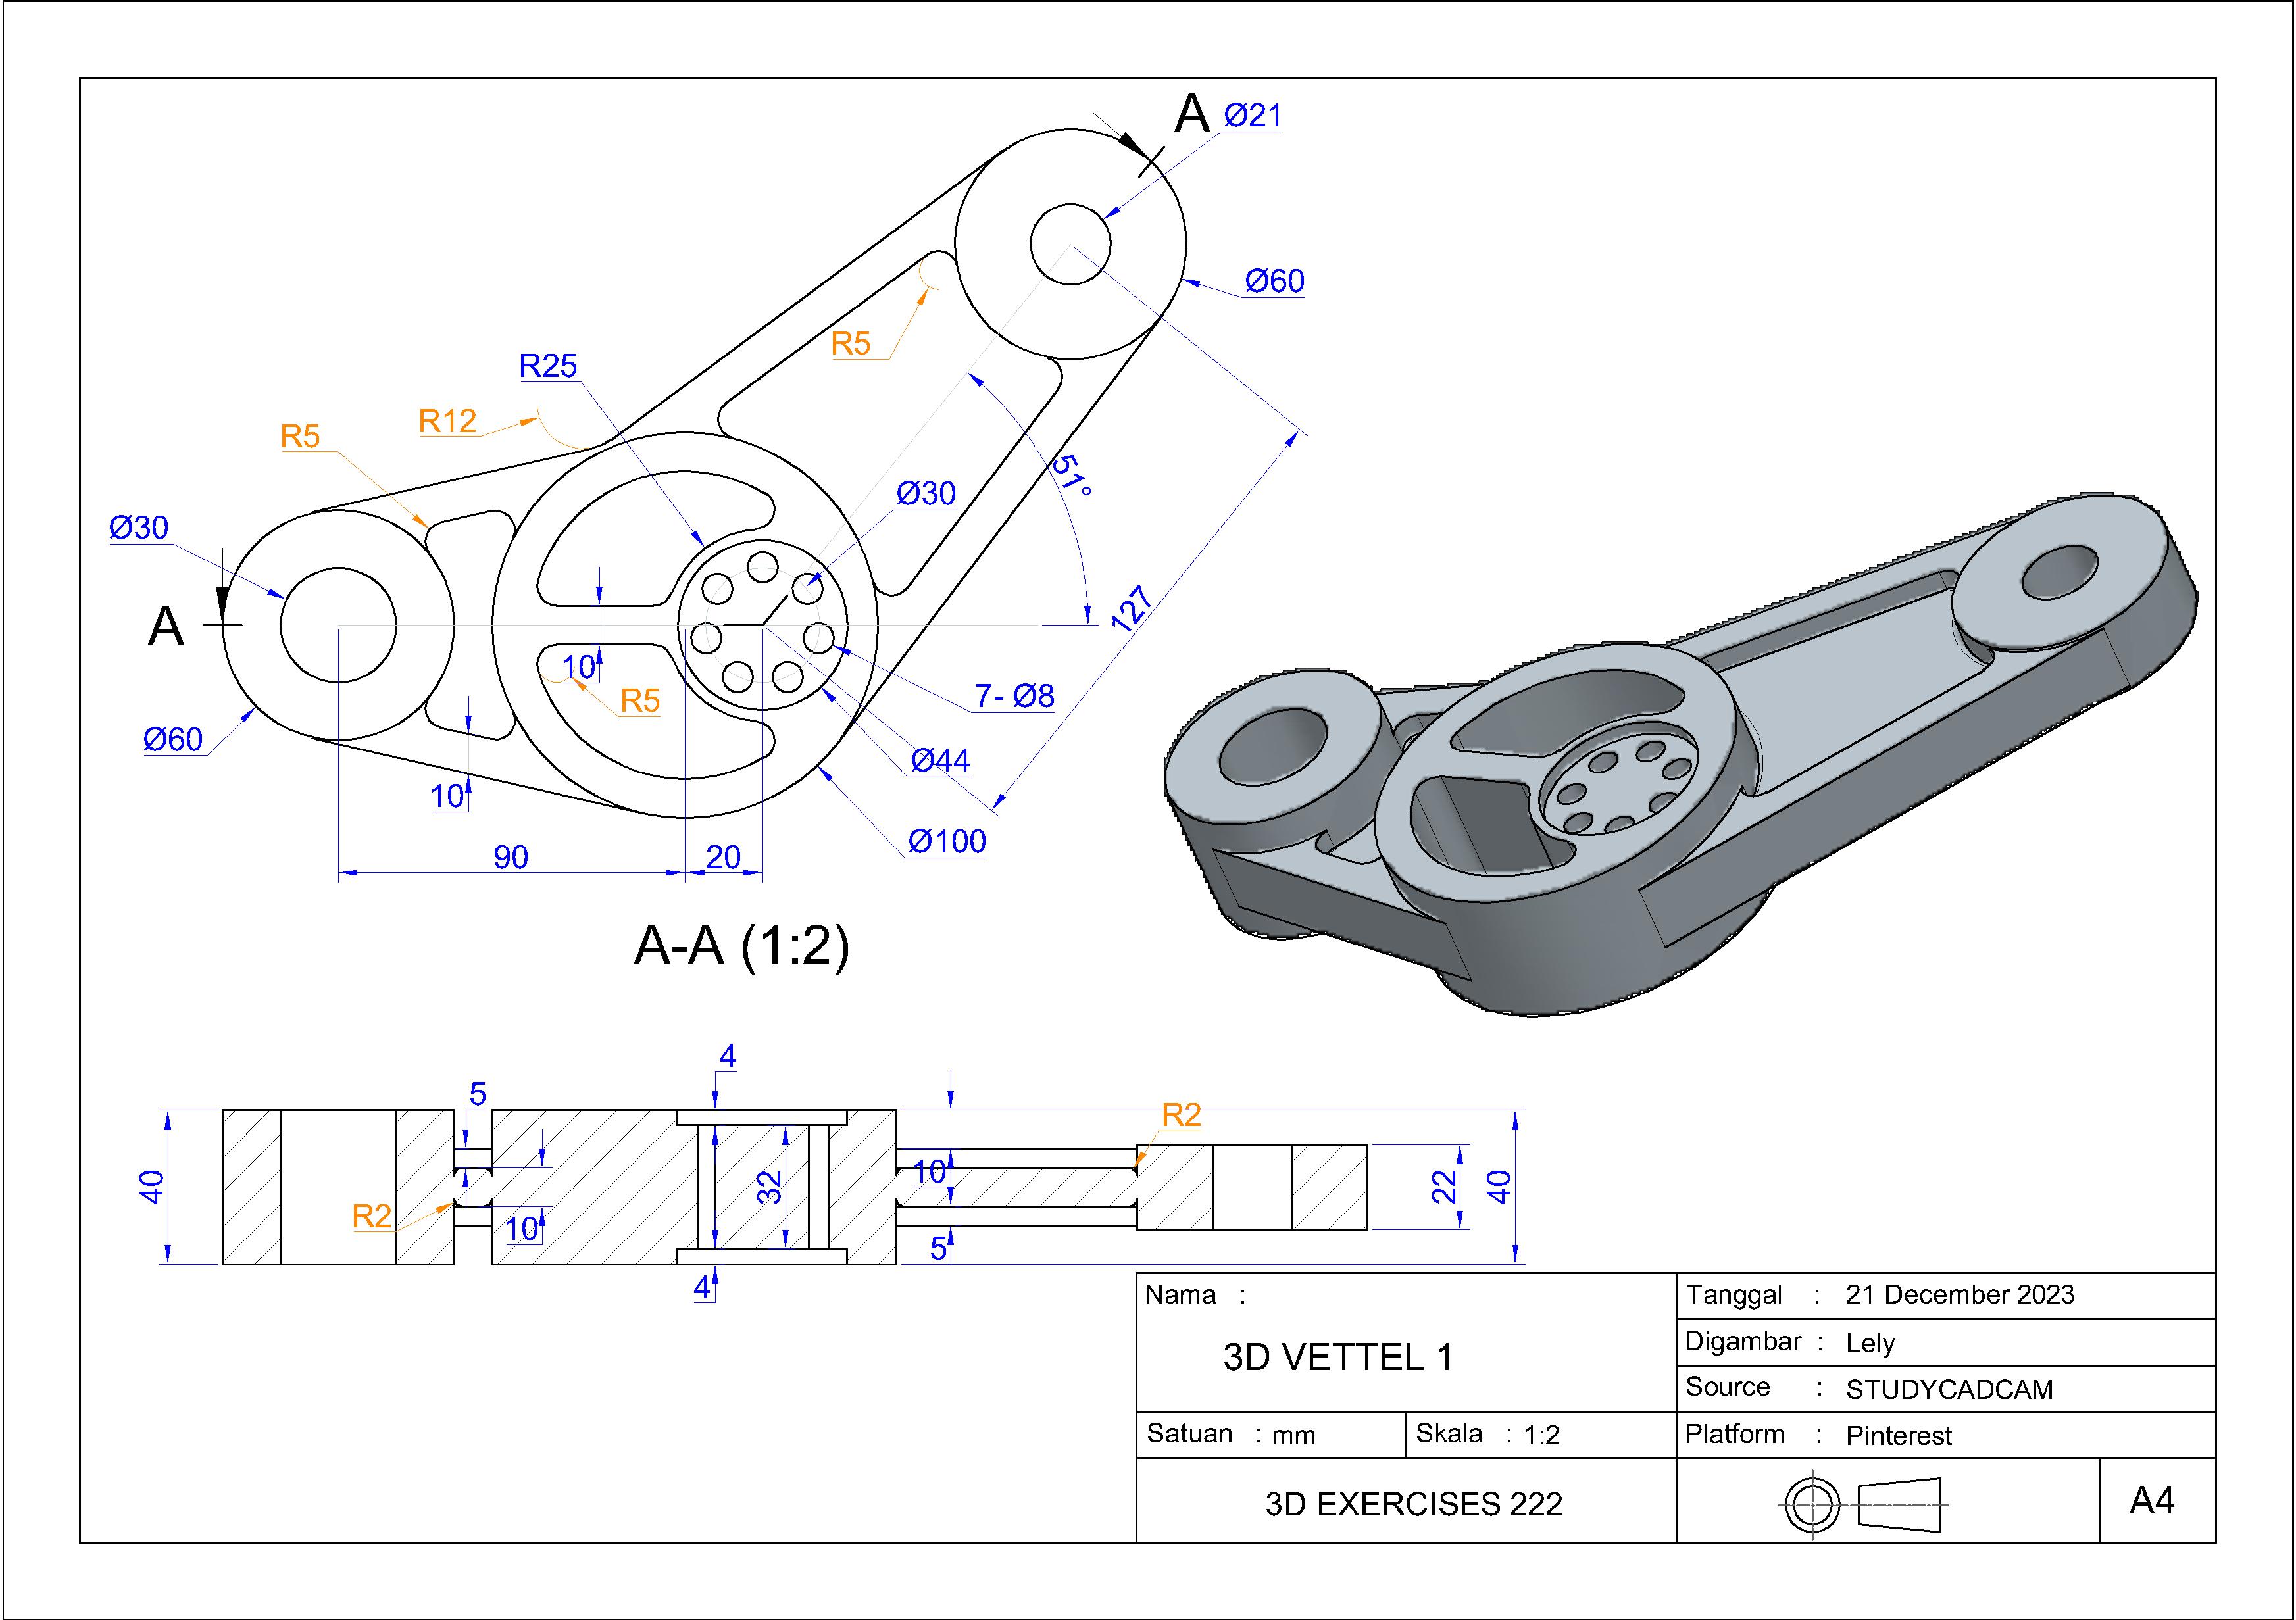 A
Ø21
Ø60
R5
R25
R12
R5
51°
Ø30
Ø30
127
A
10
R5
7- Ø8
Ø60
Ø44
10
Ø100
90
20
A-A (1:2)
4
5
R2
40
10
32
22
40
R2
10
5
4
Nama :
3D VETTEL 1
Tanggal : 21 December 2023
Digambar : Lely
Source : STUDYCADCAM
Satuan : mm
Skala : 1:2
Platform : Pinterest
3D EXERCISES 222
A4